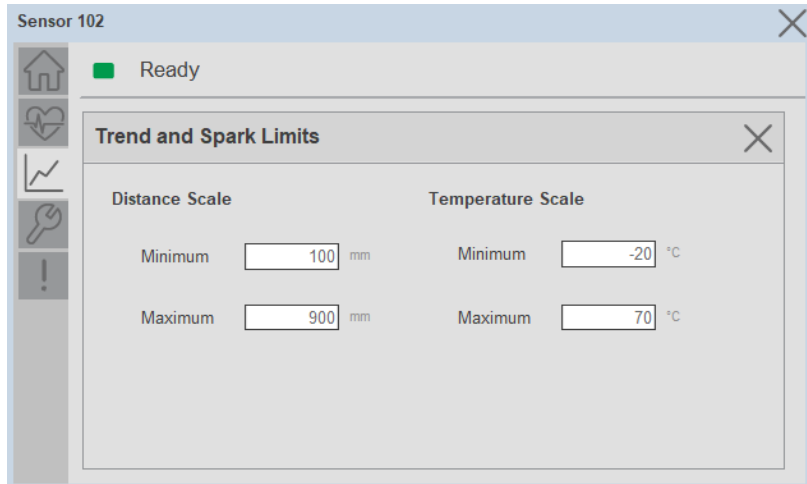 Sensor 102
Ready
Trend and Spark Limits
Distance Scale
Temperature Scale
Minimum 100 mm
Minimum -20 °C
Maximum 900 mm
Maximum 70 °C